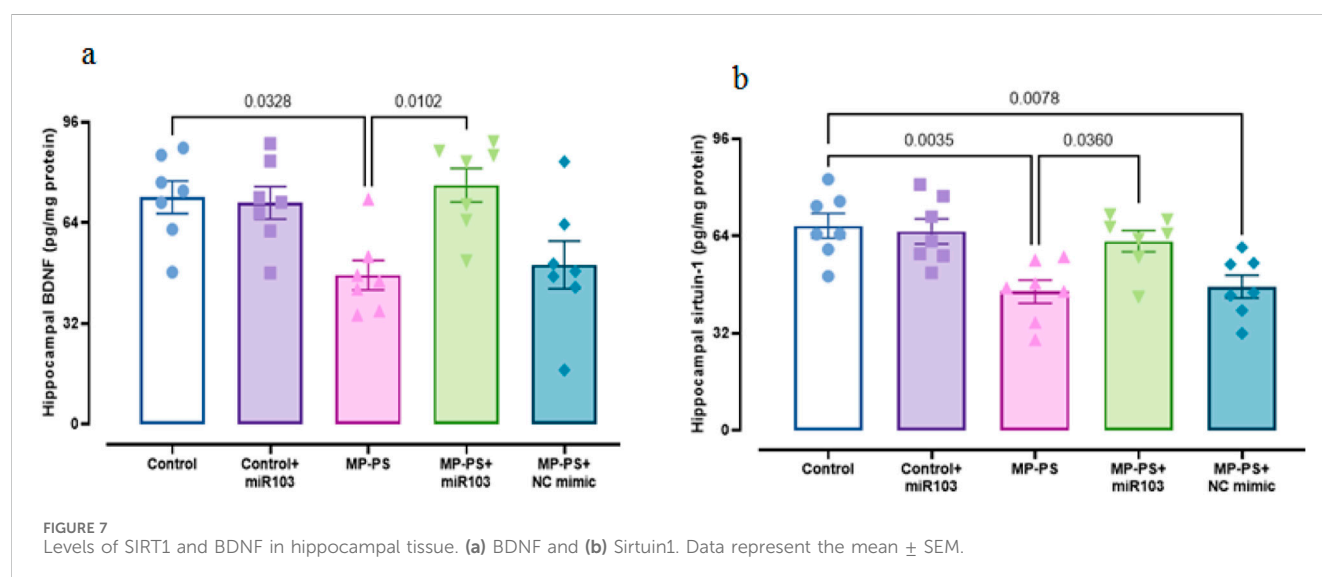 a
0.0328
0.0102
96
64
32
0
Hippocampal BDNF (pg/mg protein)
Control
Control+
miR103
MP-PS
MP-PS+
miR103
MP-PS+
NC mimic
b
0.0078
0.0035
0.0360
96
64
32
0
Hippocampal sirtuin-1 (pg/mg protein)
Control
Control+
miR103
MP-PS
MP-PS+
miR103
MP-PS+
NC mimic
FIGURE 7
Levels of SIRT1 and BDNF in hippocampal tissue. (a) BDNF and (b) Sirtuin1. Data represent the mean ± SEM.